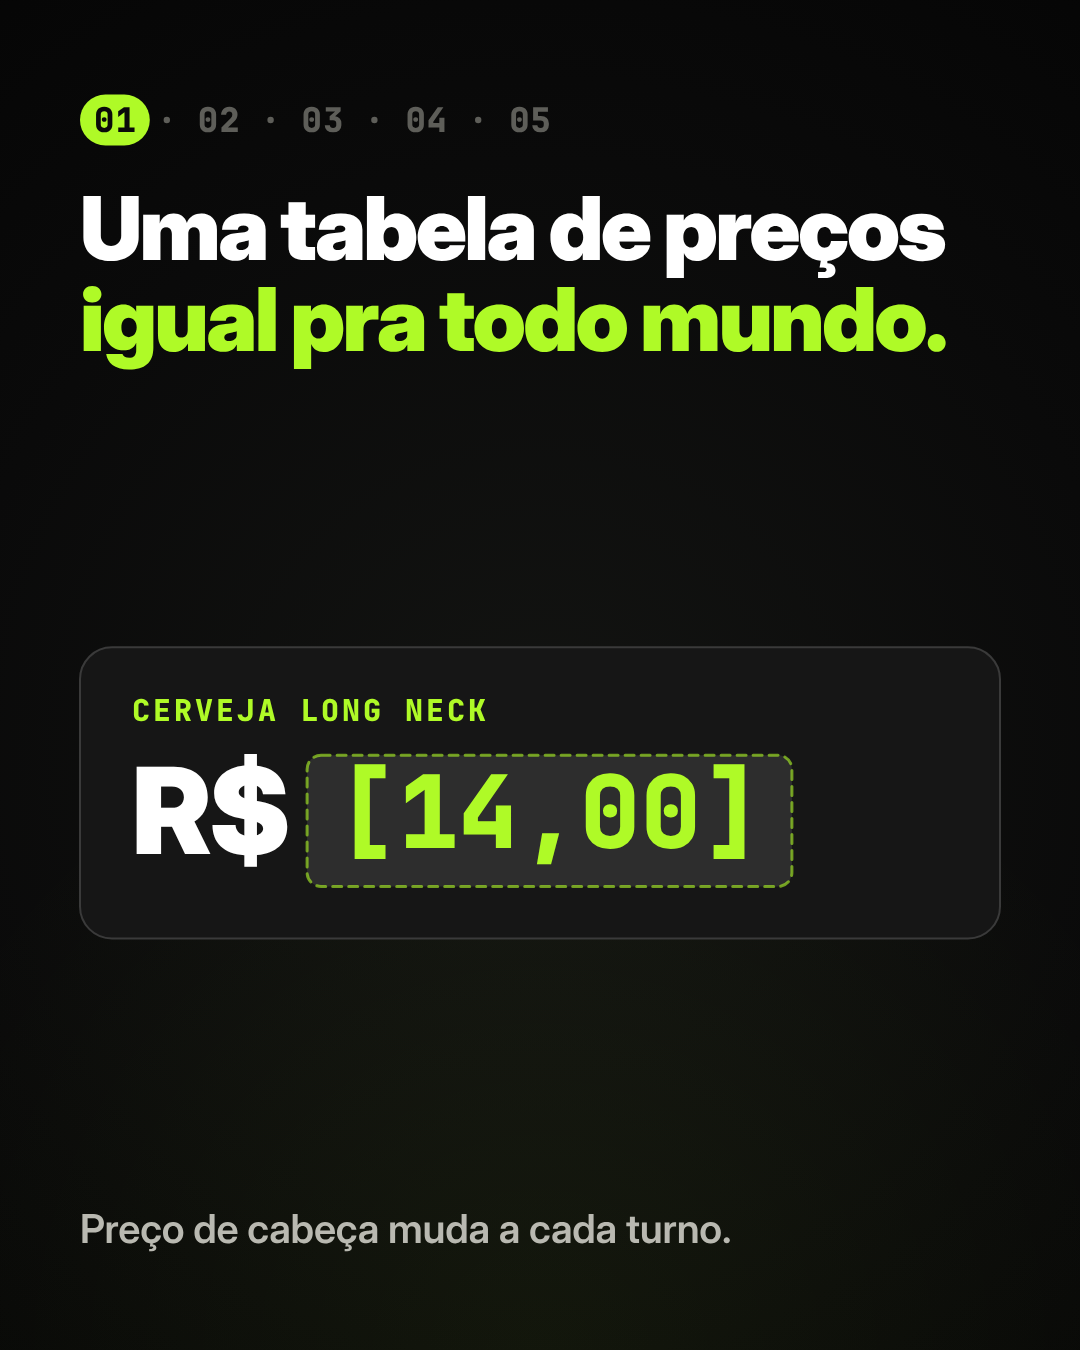 01 · 02 · 03 · 04 · 05
Uma tabela de preços
igual pra todo mundo.
CERVEJA LONG NECK
R$ [14,00]
Preço de cabeça muda a cada turno.